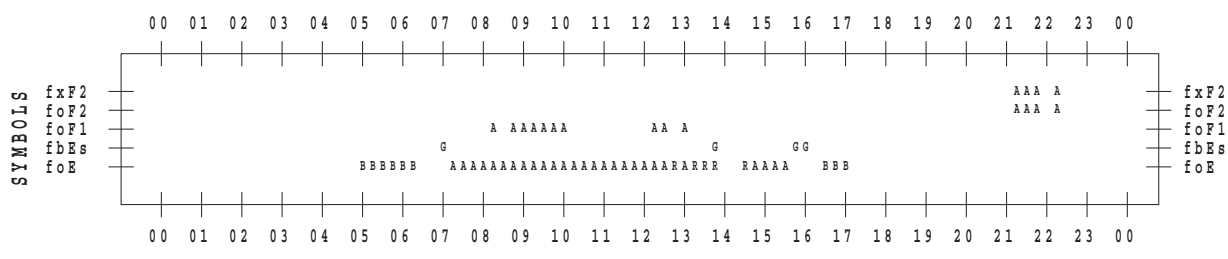 00 01 02 03 04 05 06 07 08 09 10 11 12 13 14 15 16 17 18 19 20 21 22 23 00
SYMBOLS
fxF2 AAA A fxF2
foF2 AAA A foF2
foF1 A AAAAAA AA A foF1
fbEs G G GG fbEs
foE BBBBBB AAAAAAAAAAAAAAAAAAAAAARARRR RAAAA BBB foE
00 01 02 03 04 05 06 07 08 09 10 11 12 13 14 15 16 17 18 19 20 21 22 23 00